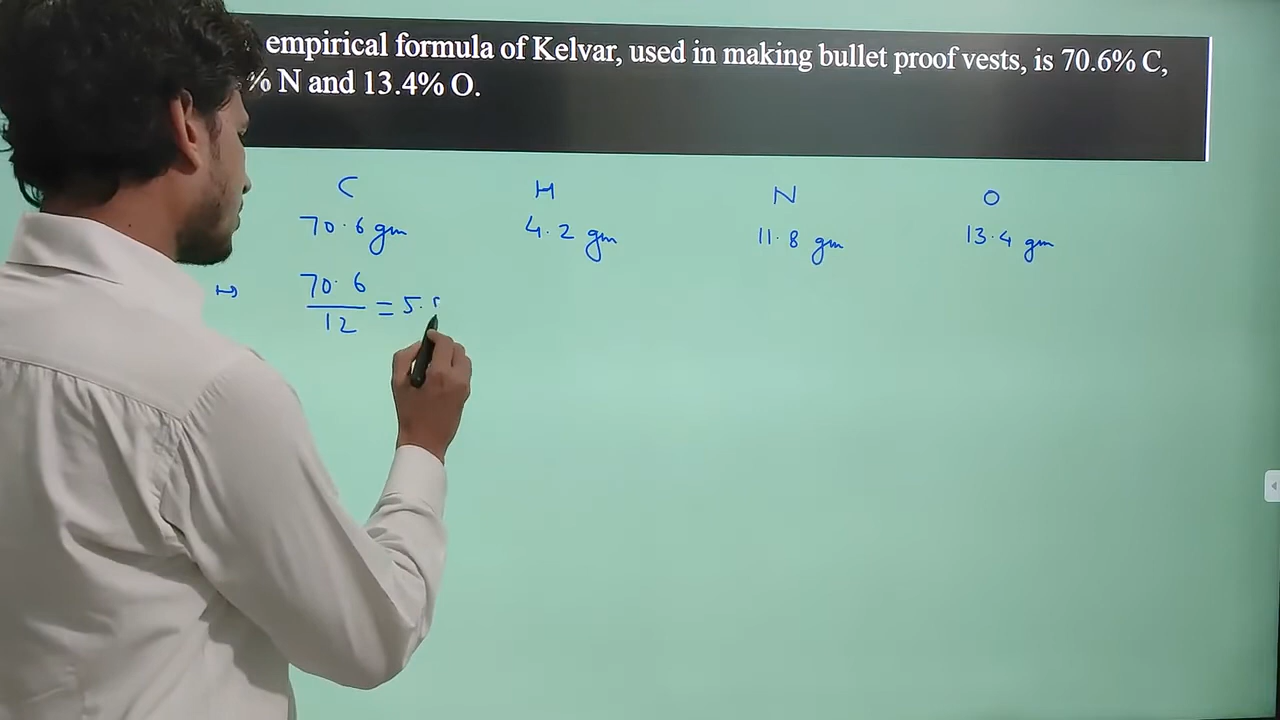 empirical formula of Kelvar, used in making bullet proof vests, is 70.6% C,
% N and 13.4% O.
C H N O
70.6 gm 4.2 gm 11.8 gm 13.4 gm
↦ 70.6
12 = 5.